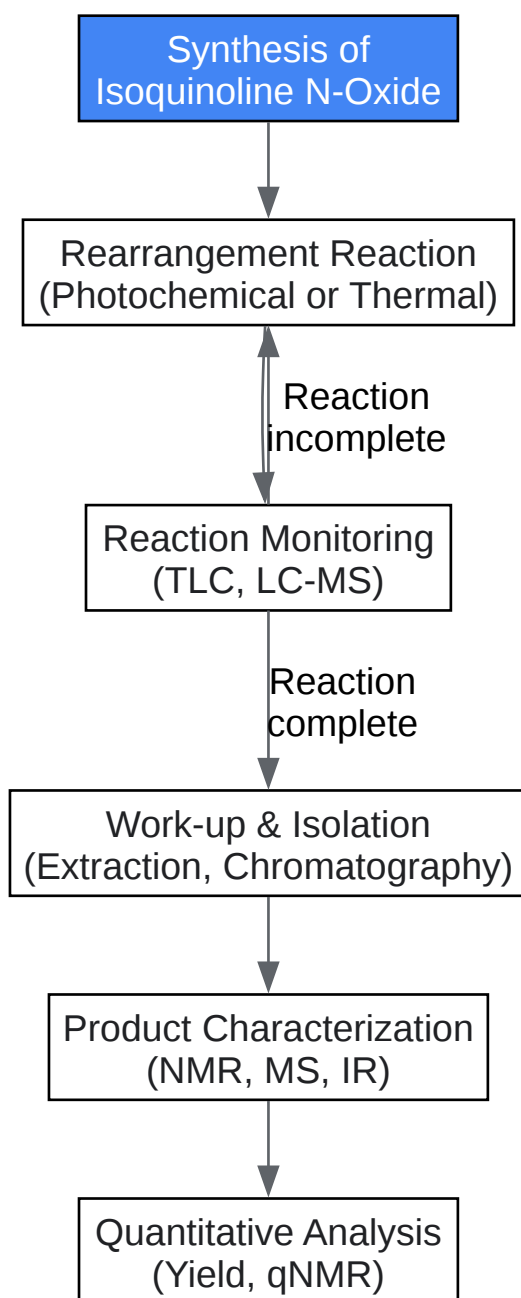 Synthesis of
Isoquinoline N-Oxide
Rearrangement Reaction
(Photochemical or Thermal)
Reaction
incomplete
Reaction Monitoring
(TLC, LC-MS)
Reaction
complete
Work-up & Isolation
(Extraction, Chromatography)
Product Characterization
(NMR, MS, IR)
Quantitative Analysis
(Yield, qNMR)